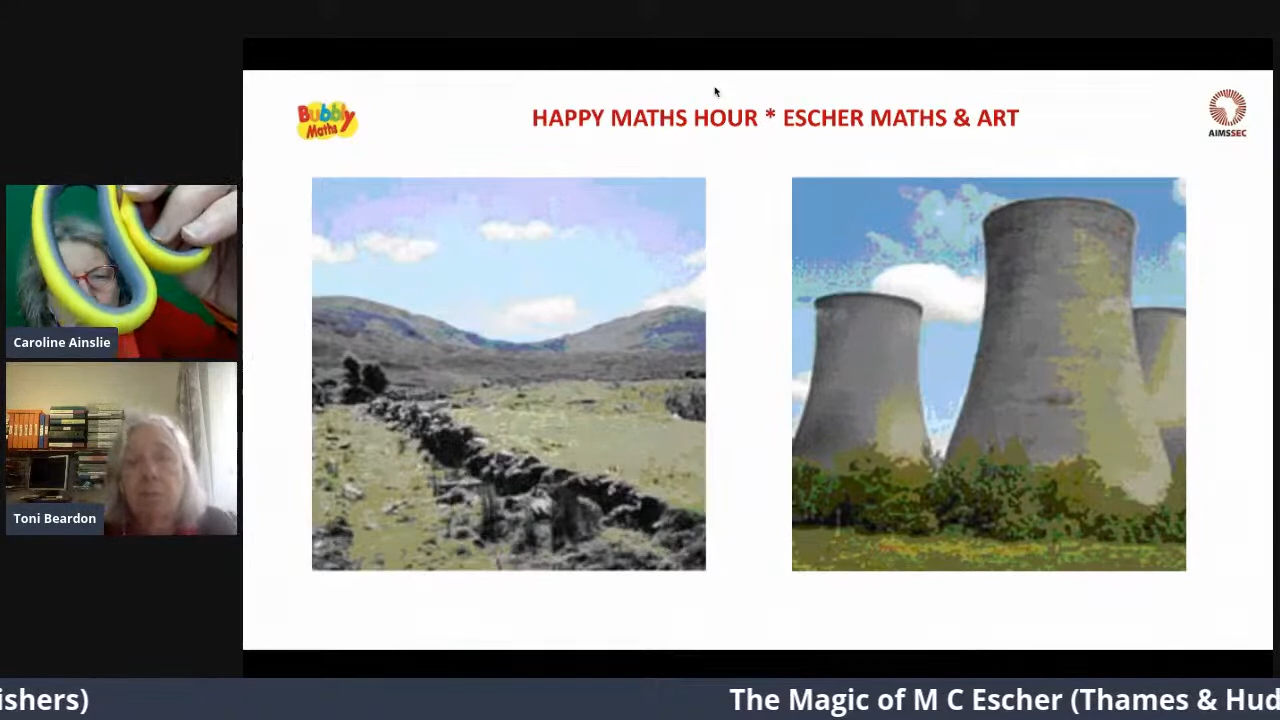 Bubbly
Maths
HAPPY MATHS HOUR * ESCHER MATHS & ART
AIMSSEC
Caroline Ainslie
Toni Beardon
ishers)
The Magic of M C Escher (Thames & Hud